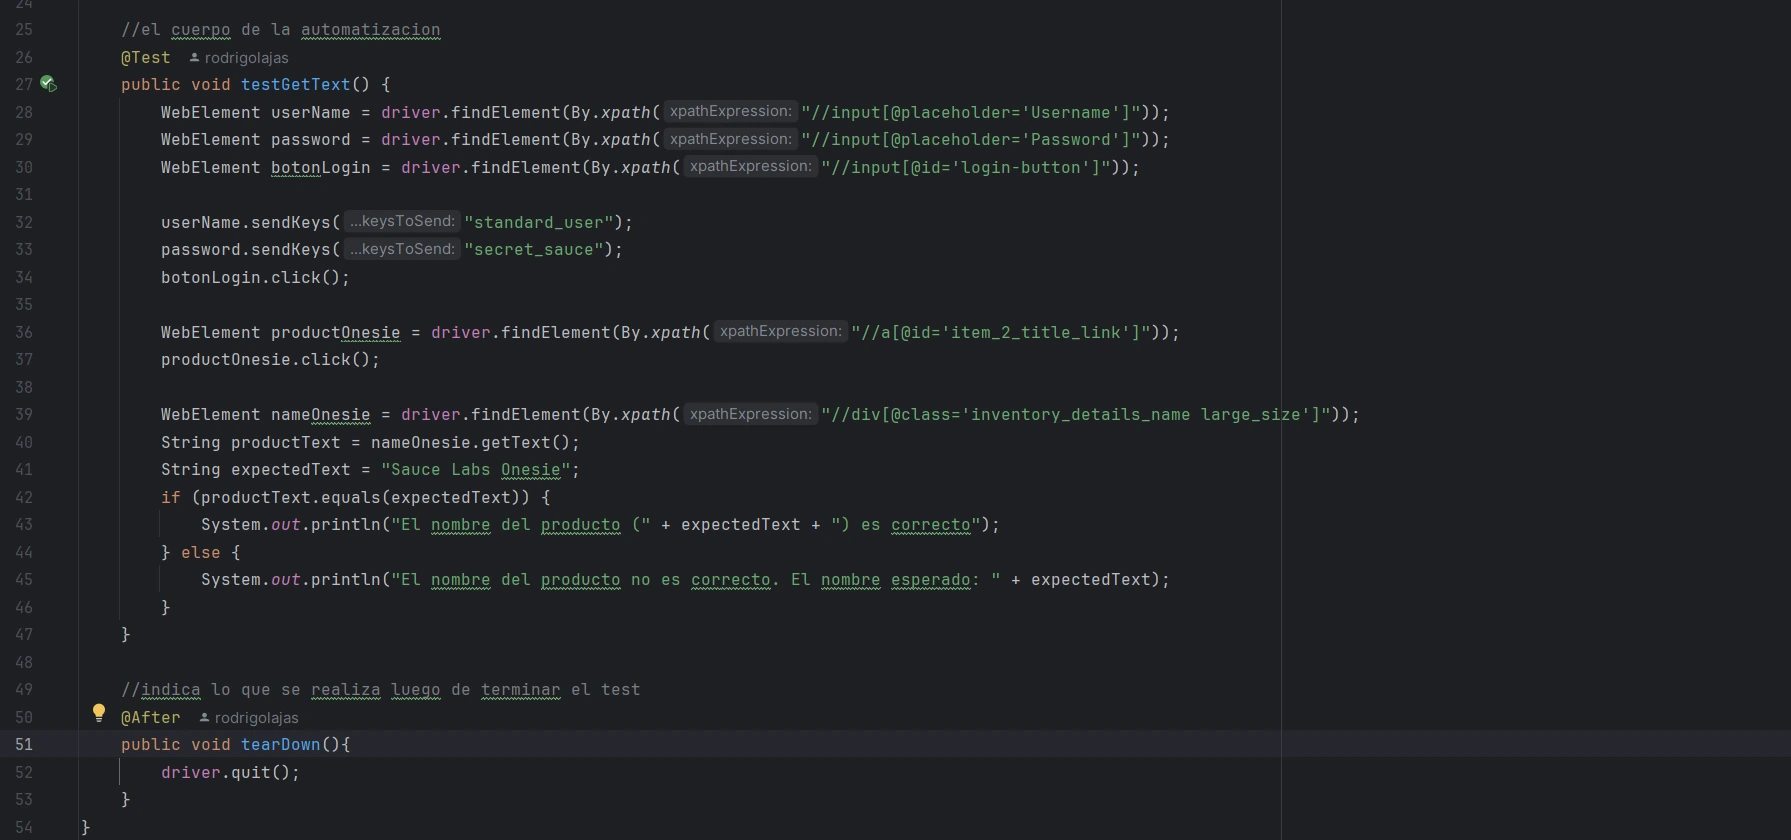 24
25 //el cuerpo de la automatizacion
26 @Test rodrigolajas
27 public void testGetText() {
28 WebElement userName = driver.findElement(By.xpath( xpathExpression: "//input[@placeholder='Username']"));
29 WebElement password = driver.findElement(By.xpath( xpathExpression: "//input[@placeholder='Password']"));
30 WebElement botonLogin = driver.findElement(By.xpath( xpathExpression: "//input[@id='login-button']"));
31
32 userName.sendKeys( ...keysToSend: "standard_user");
33 password.sendKeys( ...keysToSend: "secret_sauce");
34 botonLogin.click();
35
36 WebElement productOnesie = driver.findElement(By.xpath( xpathExpression: "//a[@id='item_2_title_link']"));
37 productOnesie.click();
38
39 WebElement nameOnesie = driver.findElement(By.xpath( xpathExpression: "//div[@class='inventory_details_name large_size']"));
40 String productText = nameOnesie.getText();
41 String expectedText = "Sauce Labs Onesie";
42 if (productText.equals(expectedText)) {
43 System.out.println("El nombre del producto (" + expectedText + ") es correcto");
44 } else {
45 System.out.println("El nombre del producto no es correcto. El nombre esperado: " + expectedText);
46 }
47 }
48
49 //indica lo que se realiza luego de terminar el test
50 @After rodrigolajas
51 public void tearDown(){
52 driver.quit();
53 }
54 }